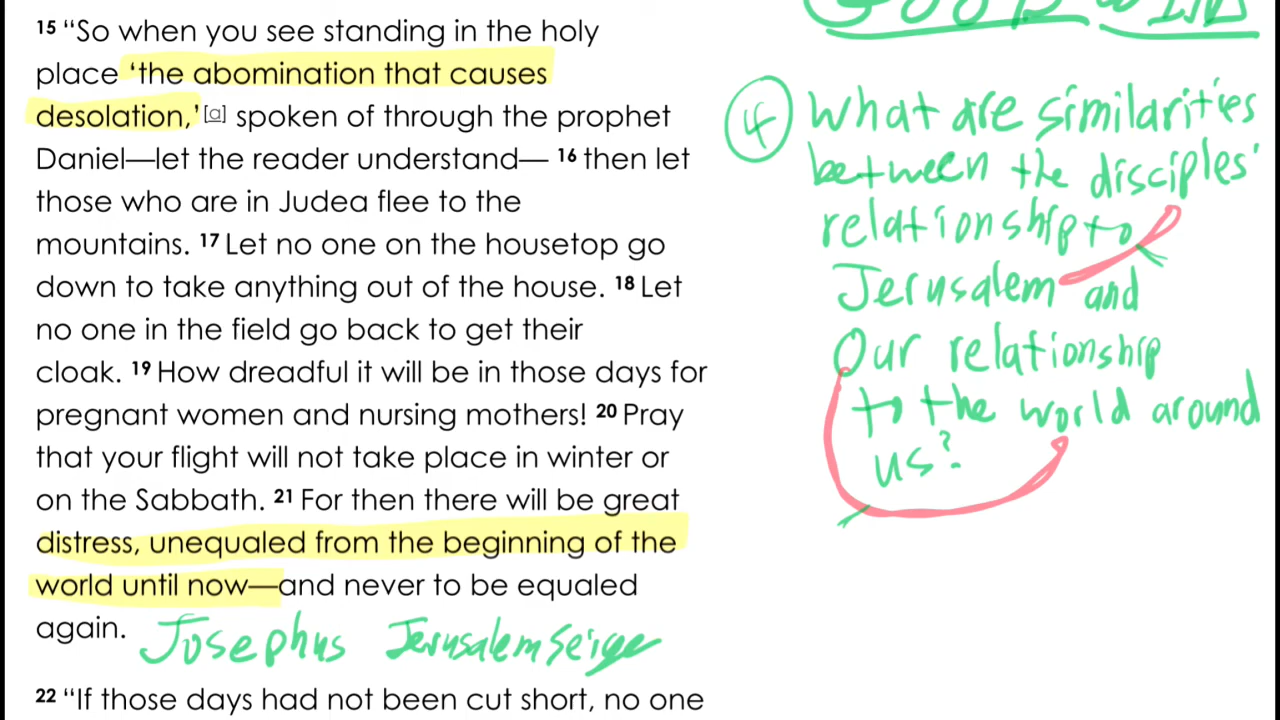 15 “So when you see standing in the holy
place ‘the abomination that causes
desolation,’[a] spoken of through the prophet
Daniel—let the reader understand— 16 then let
those who are in Judea flee to the
mountains. 17 Let no one on the housetop go
down to take anything out of the house. 18 Let
no one in the field go back to get their
cloak. 19 How dreadful it will be in those days for
pregnant women and nursing mothers! 20 Pray
that your flight will not take place in winter or
on the Sabbath. 21 For then there will be great
distress, unequaled from the beginning of the
world until now—and never to be equaled
again.
Josephus Jerusalem Seige
22 “If those days had not been cut short, no one
4 What are similarities
between the disciples'
relationship to
Jerusalem and
Our relationship
to the world around
us?